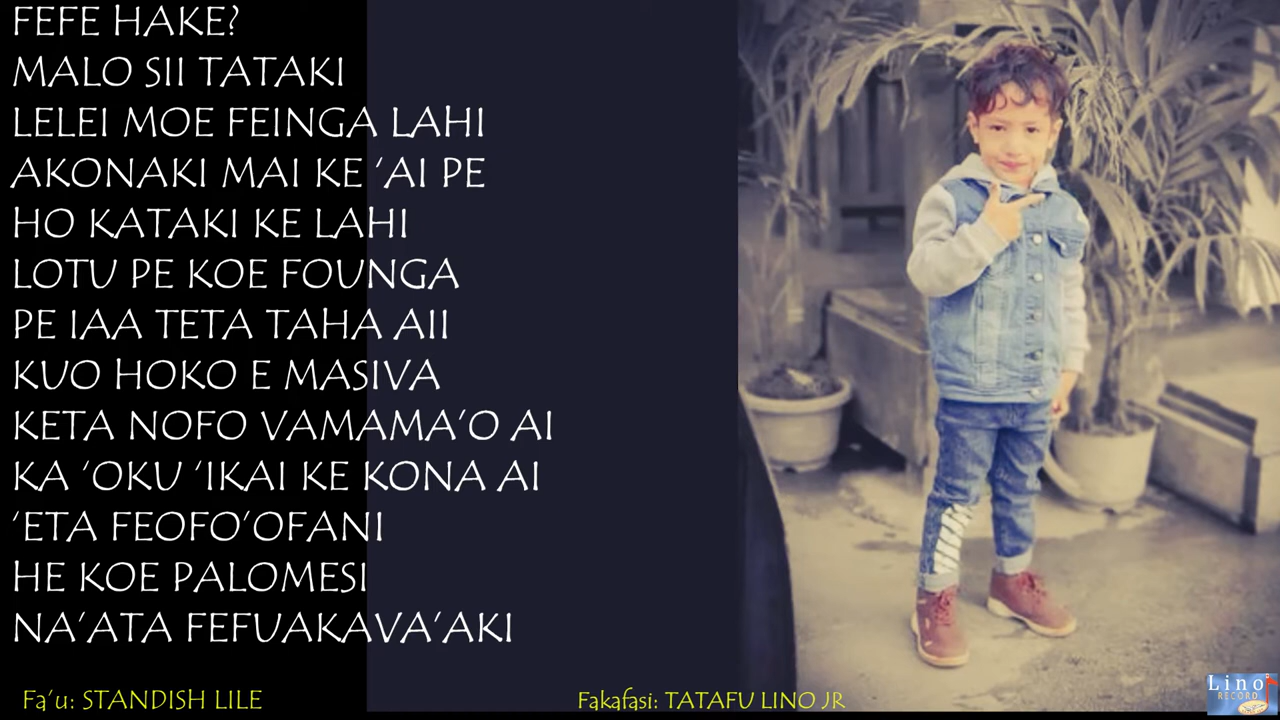 FEFE HAKE?
MALO SII TATAKI
LELEI MOE FEINGA LAHI
AKONAKI MAI KE ‘AI PE
HO KATAKI KE LAHI
LOTU PE KOE FOUNGA
PE IAA TETA TAHA AII
KUO HOKO E MASIVA
KETA NOFO VAMAMA’O AI
KA ‘OKU ‘IKAI KE KONA AI
‘ETA FEOFO’OFANI
HE KOE PALOMESI
NA’ATA FEFUAKAVA’AKI
Fa’u: STANDISH LILE
Fakafasi: TATAFU LINO JR
Lino
RECORD